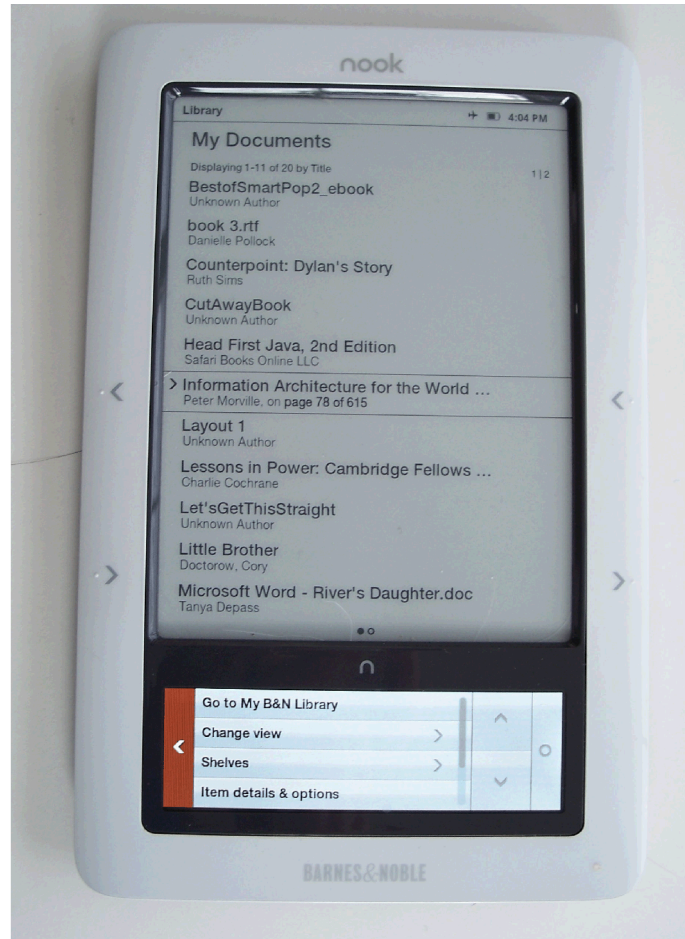 nook
Library 4:04 PM
My Documents
Displaying 1-11 of 20 by Title 1|2
BestofSmartPop2_ebook
Unknown Author
book 3.rtf
Danielle Pollock
Counterpoint: Dylan's Story
Ruth Sims
CutAwayBook
Unknown Author
Head First Java, 2nd Edition
Safari Books Online LLC
Information Architecture for the World ...
Peter Morville, on page 78 of 615
Layout 1
Unknown Author
Lessons in Power: Cambridge Fellows ...
Charlie Cochrane
Let'sGetThisStraight
Unknown Author
Little Brother
Doctorow, Cory
Microsoft Word - River's Daughter.doc
Tanya Depass
n
Go to My B&N Library
Change view
Shelves
Item details & options
BARNES&NOBLE